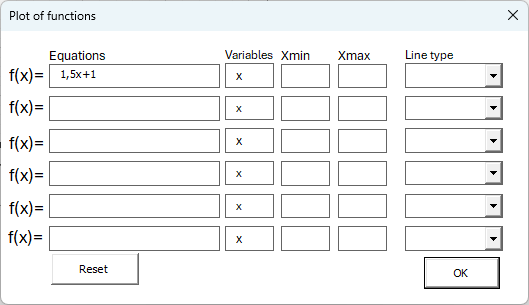 Plot of functions
Equations Variables Xmin Xmax Line type
f(x)= 1,5x+1 x
f(x)= x
f(x)= x
f(x)= x
f(x)= x
f(x)= x
Reset OK